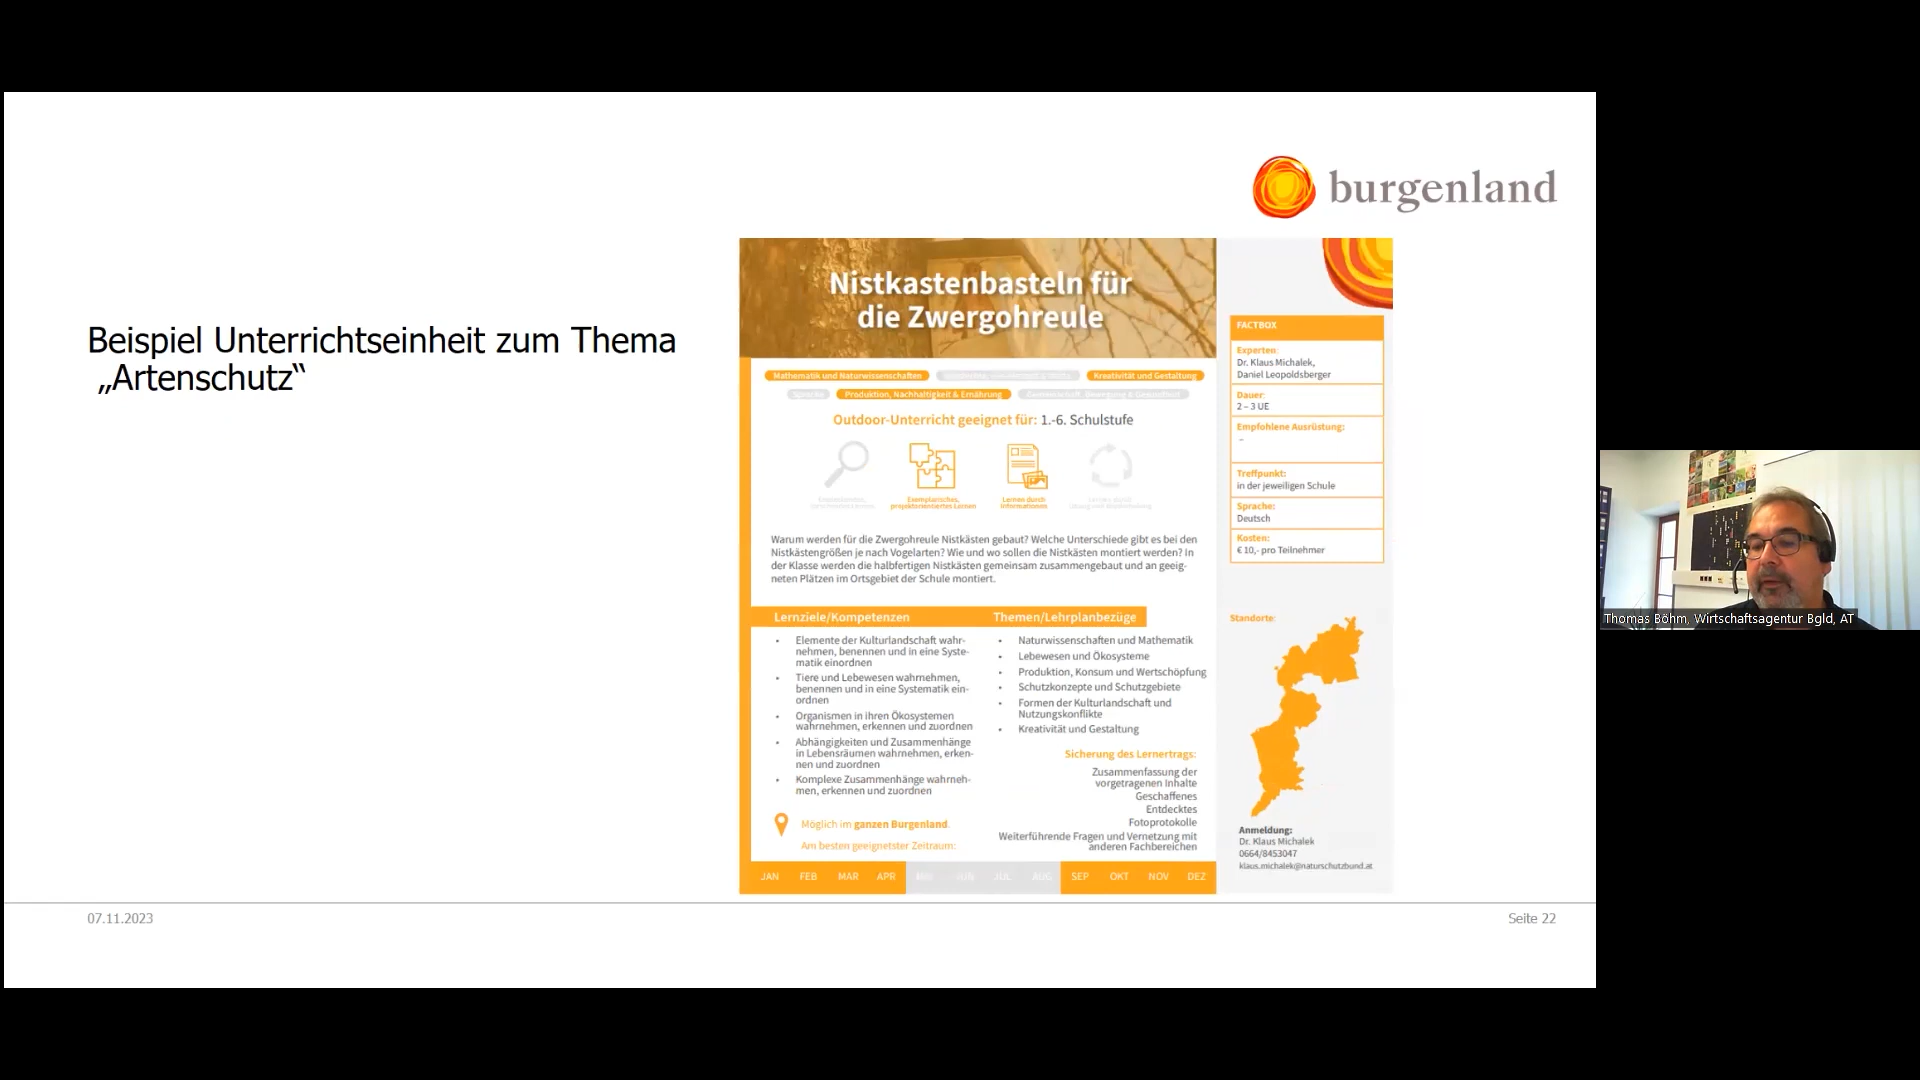 burgenland
Beispiel Unterrichtseinheit zum Thema
„Artenschutz“
Nistkastenbasteln für
die Zwergohreule
Mathematik und Naturwissenschaften
Kreativität und Gestaltung
Sprache
Produktion, Nachhaltigkeit & Ernährung
Gemeinschaft, Bewegung & Gesundheit
Outdoor-Unterricht geeignet für: 1.-6. Schulstufe
Exemplarisches,
projektorientiertes Lernen
Lernen durch
Informationen
Warum werden für die Zwergohreule Nistkästen gebaut? Welche Unterschiede gibt es bei den
Nistkästengrößen je nach Vogelarten? Wie und wo sollen die Nistkästen montiert werden? In
der Klasse werden die halbfertigen Nistkästen gemeinsam zusammengebaut und an geeig-
neten Plätzen im Ortsgebiet der Schule montiert.
Lernziele/Kompetenzen
• Elemente der Kulturlandschaft wahr-
nehmen, benennen und in eine Syste-
matik einordnen
• Tiere und Lebewesen wahrnehmen,
benennen und in eine Systematik ein-
ordnen
• Organismen in ihren Ökosystemen
wahrnehmen, erkennen und zuordnen
• Abhängigkeiten und Zusammenhänge
in Lebensräumen wahrnehmen, erken-
nen und zuordnen
• Komplexe Zusammenhänge wahrneh-
men, erkennen und zuordnen
Möglich im ganzen Burgenland.
Am besten geeignetster Zeitraum:
Themen/Lehrplanbezüge
• Naturwissenschaften und Mathematik
• Lebewesen und Ökosysteme
• Produktion, Konsum und Wertschöpfung
• Schutzkonzepte und Schutzgebiete
• Formen der Kulturlandschaft und
Nutzungskonflikte
• Kreativität und Gestaltung
Sicherung des Lernertrags:
Zusammenfassung der
vorgetragenen Inhalte
Geschaffenes
Entdecktes
Fotoprotokolle
Weiterführende Fragen und Vernetzung mit
anderen Fachbereichen
JAN FEB MAR APR MAI JUN JUL AUG SEP OKT NOV DEZ
FACTBOX
Experten:
Dr. Klaus Michalek,
Daniel Leopoldsberger
Dauer:
2 – 3 UE
Empfohlene Ausrüstung:
–
Treffpunkt:
in der jeweiligen Schule
Sprache:
Deutsch
Kosten:
€ 10,- pro Teilnehmer
Standorte:
Anmeldung:
Dr. Klaus Michalek
0664/8453047
klaus.michalek@naturschutzbund.at
07.11.2023
Seite 22
Thomas Böhm, Wirtschaftsagentur Bgld, AT